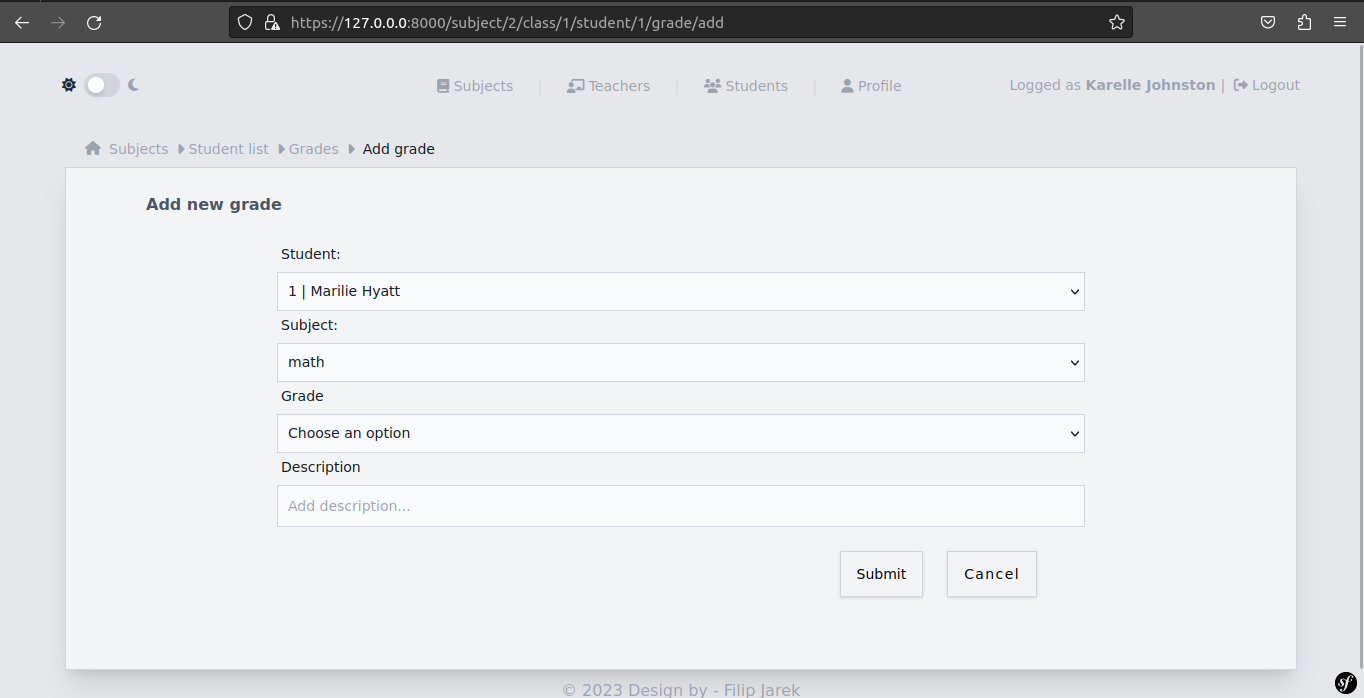 https://127.0.0.0:8000/subject/2/class/1/student/1/grade/add
Subjects | Teachers | Students | Profile
Logged as Karelle Johnston | Logout
Subjects Student list Grades Add grade
Add new grade
Student:
1 | Marilie Hyatt
Subject:
math
Grade
Choose an option
Description
Add description...
Submit Cancel
© 2023 Design by - Filip Jarek
sf